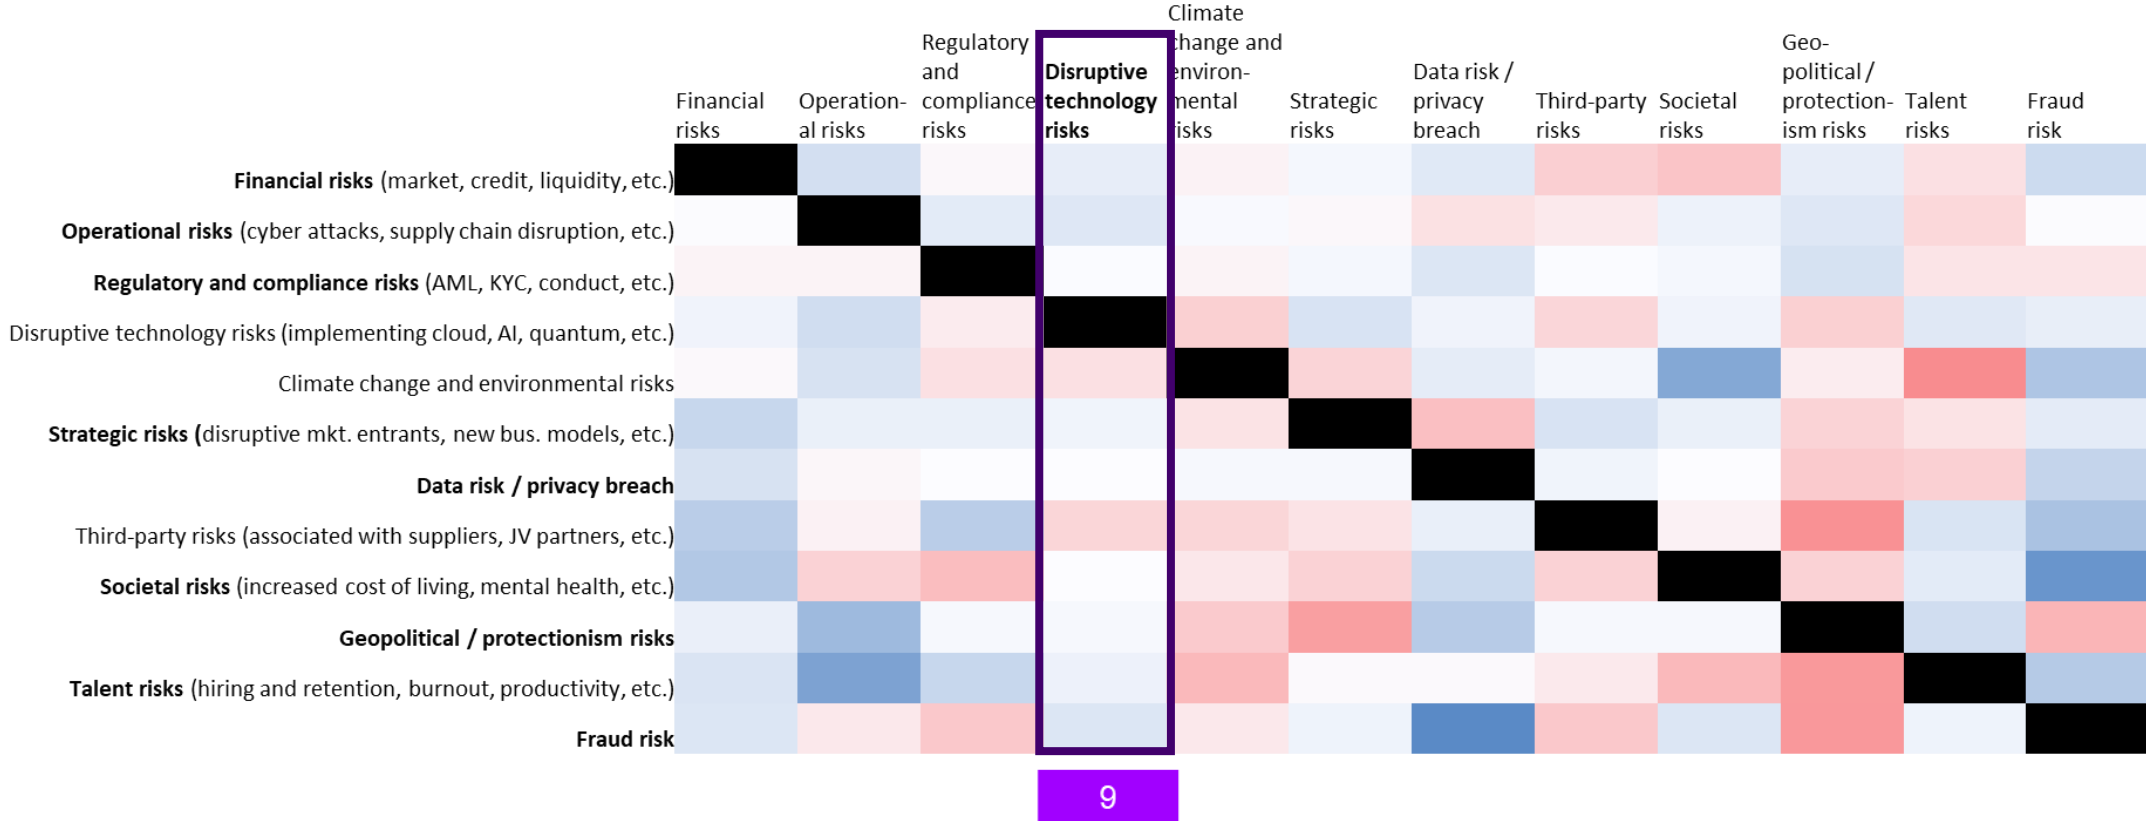 Financial
risks
Operation-
al risks
Regulatory
and
compliance
risks
Disruptive
technology
risks
Climate
change and
environ-
mental
risks
Strategic
risks
Data risk /
privacy
breach
Third-party
risks
Societal
risks
Geo-
political /
protection-
ism risks
Talent
risks
Fraud
risk
Financial risks (market, credit, liquidity, etc.)
Operational risks (cyber attacks, supply chain disruption, etc.)
Regulatory and compliance risks (AML, KYC, conduct, etc.)
Disruptive technology risks (implementing cloud, AI, quantum, etc.)
Climate change and environmental risks
Strategic risks (disruptive mkt. entrants, new bus. models, etc.)
Data risk / privacy breach
Third-party risks (associated with suppliers, JV partners, etc.)
Societal risks (increased cost of living, mental health, etc.)
Geopolitical / protectionism risks
Talent risks (hiring and retention, burnout, productivity, etc.)
Fraud risk
9